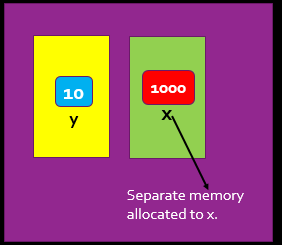 10
y
1000
x
Separate memory
allocated to x.